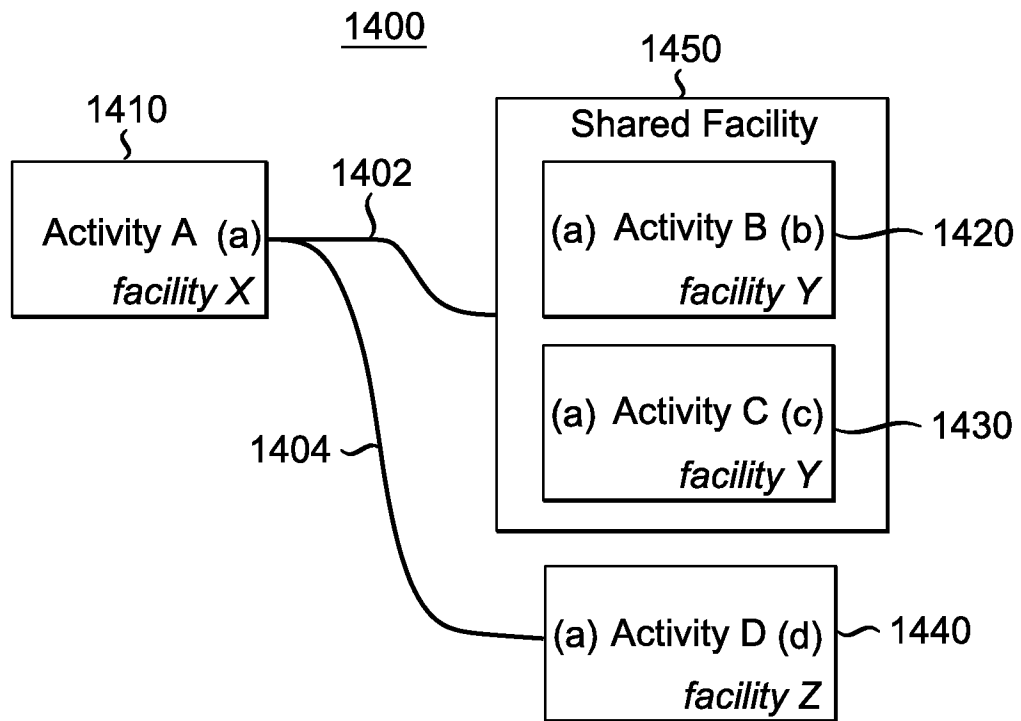 1400
1450
Shared Facility
1410
Activity A (a)
facility X
1402
(a) Activity B (b)
facility Y
1420
(a) Activity C (c)
facility Y
1430
1404
(a) Activity D (d)
facility Z
1440